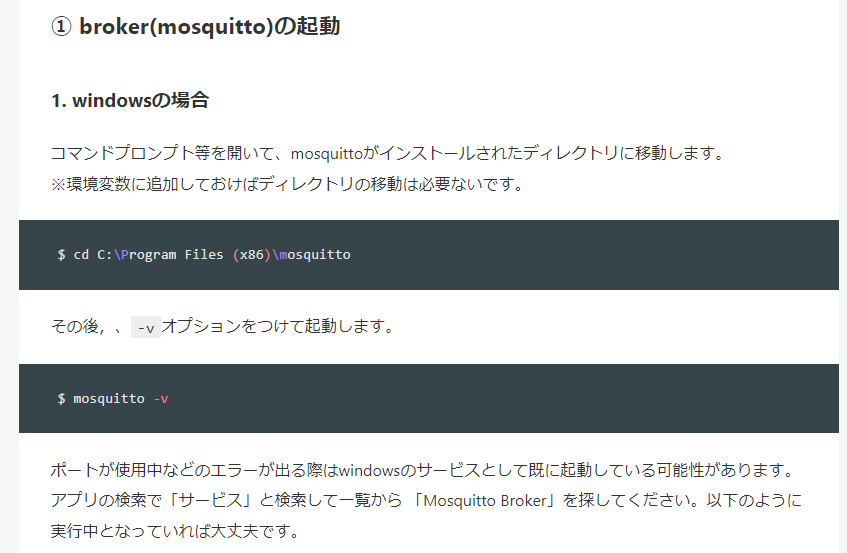 ① broker(mosquitto)の起動
1. windowsの場合
コマンドプロンプト等を開いて、mosquittoがインストールされたディレクトリに移動します。
※環境変数に追加しておけばディレクトリの移動は必要ないです。
$ cd C:\Program Files (x86)\mosquitto
その後，、 -v オプションをつけて起動します。
$ mosquitto -v
ポートが使用中などのエラーが出る際はwindowsのサービスとして既に起動している可能性があります。
アプリの検索で「サービス」と検索して一覧から 「Mosquitto Broker」を探してください。以下のように
実行中となっていれば大丈夫です。